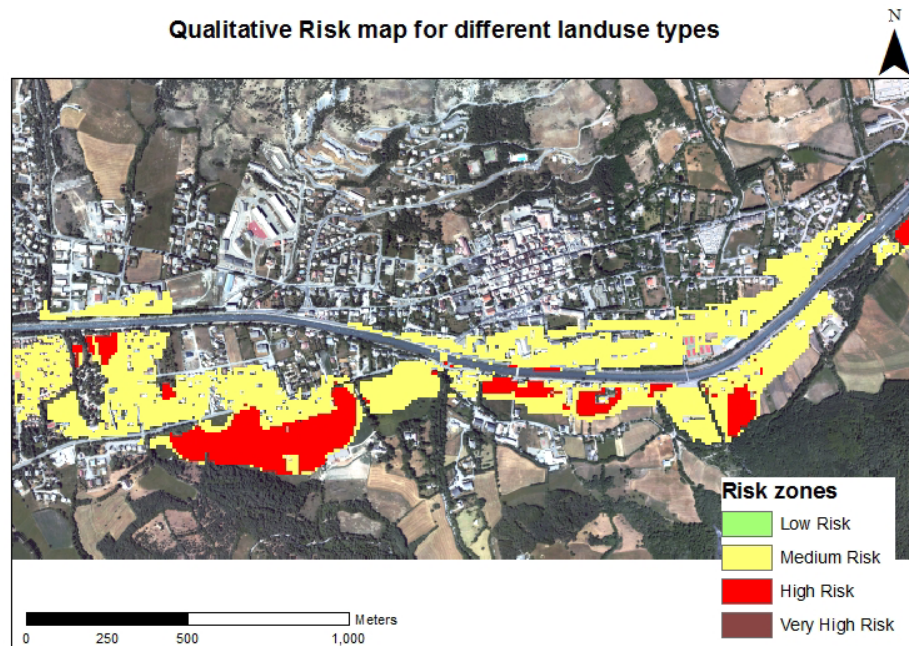 Qualitative Risk map for different landuse types
N
Risk zones
Low Risk
Medium Risk
High Risk
Very High Risk
Meters
0 250 500 1,000